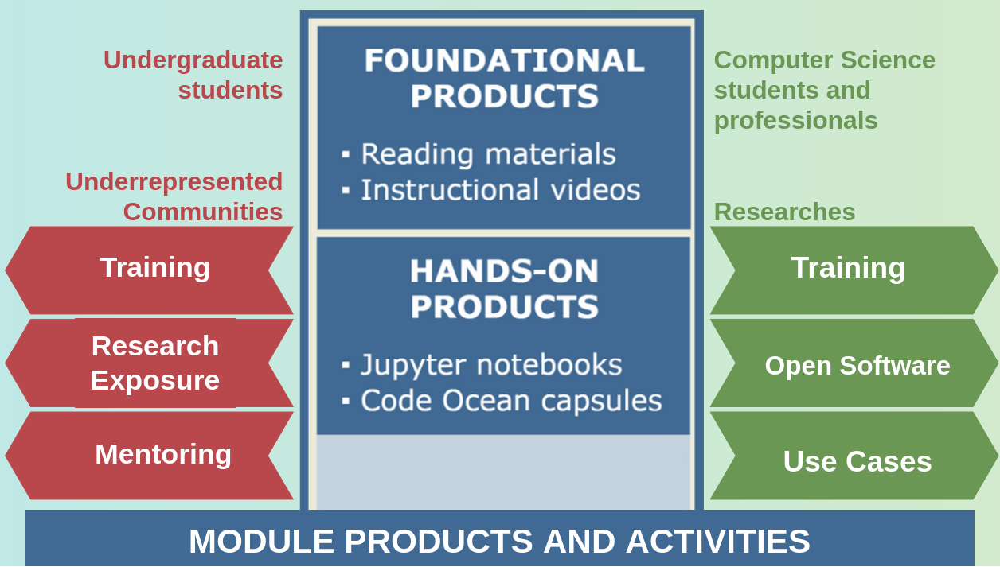 Undergraduate
students
Underrepresented
Communities
Training
Research
Exposure
Mentoring
FOUNDATIONAL
PRODUCTS
▪ Reading materials
▪ Instructional videos
HANDS-ON
PRODUCTS
▪ Jupyter notebooks
▪ Code Ocean capsules
Computer Science
students and
professionals
Researches
Training
Open Software
Use Cases
MODULE PRODUCTS AND ACTIVITIES